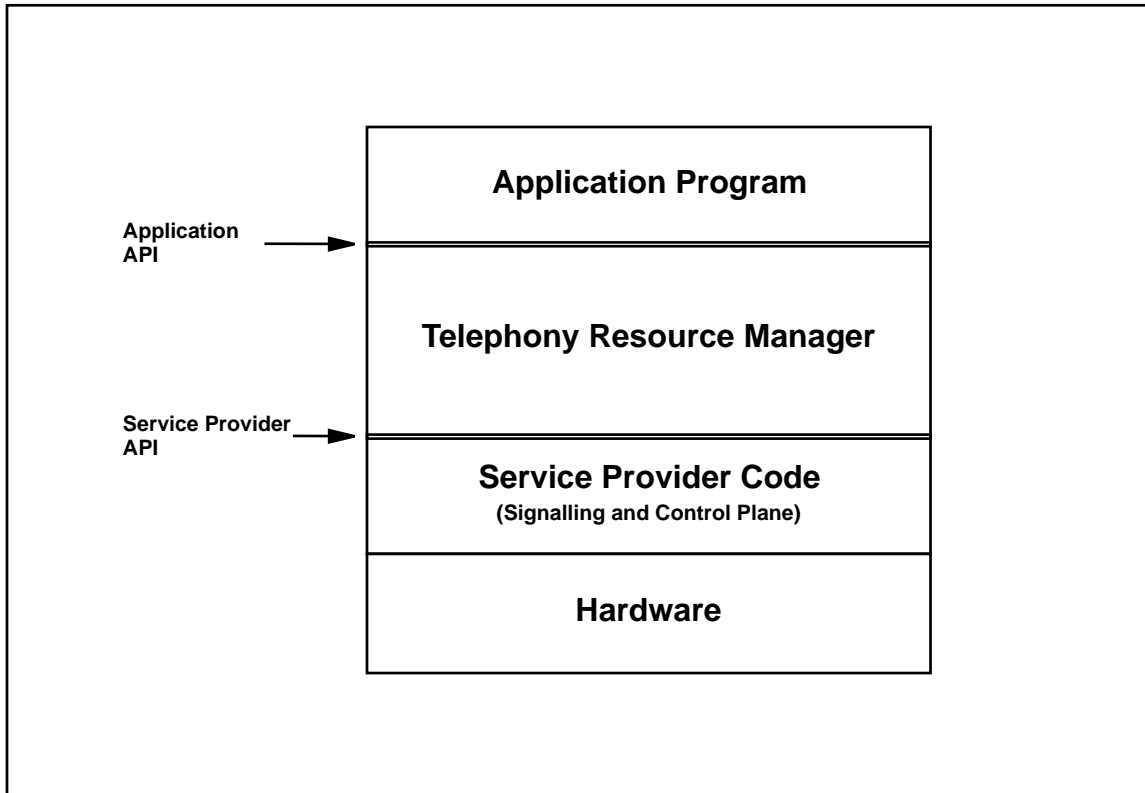 Application Program
Application
API
Telephony Resource Manager
Service Provider
API
Service Provider Code
(Signalling and Control Plane)
Hardware